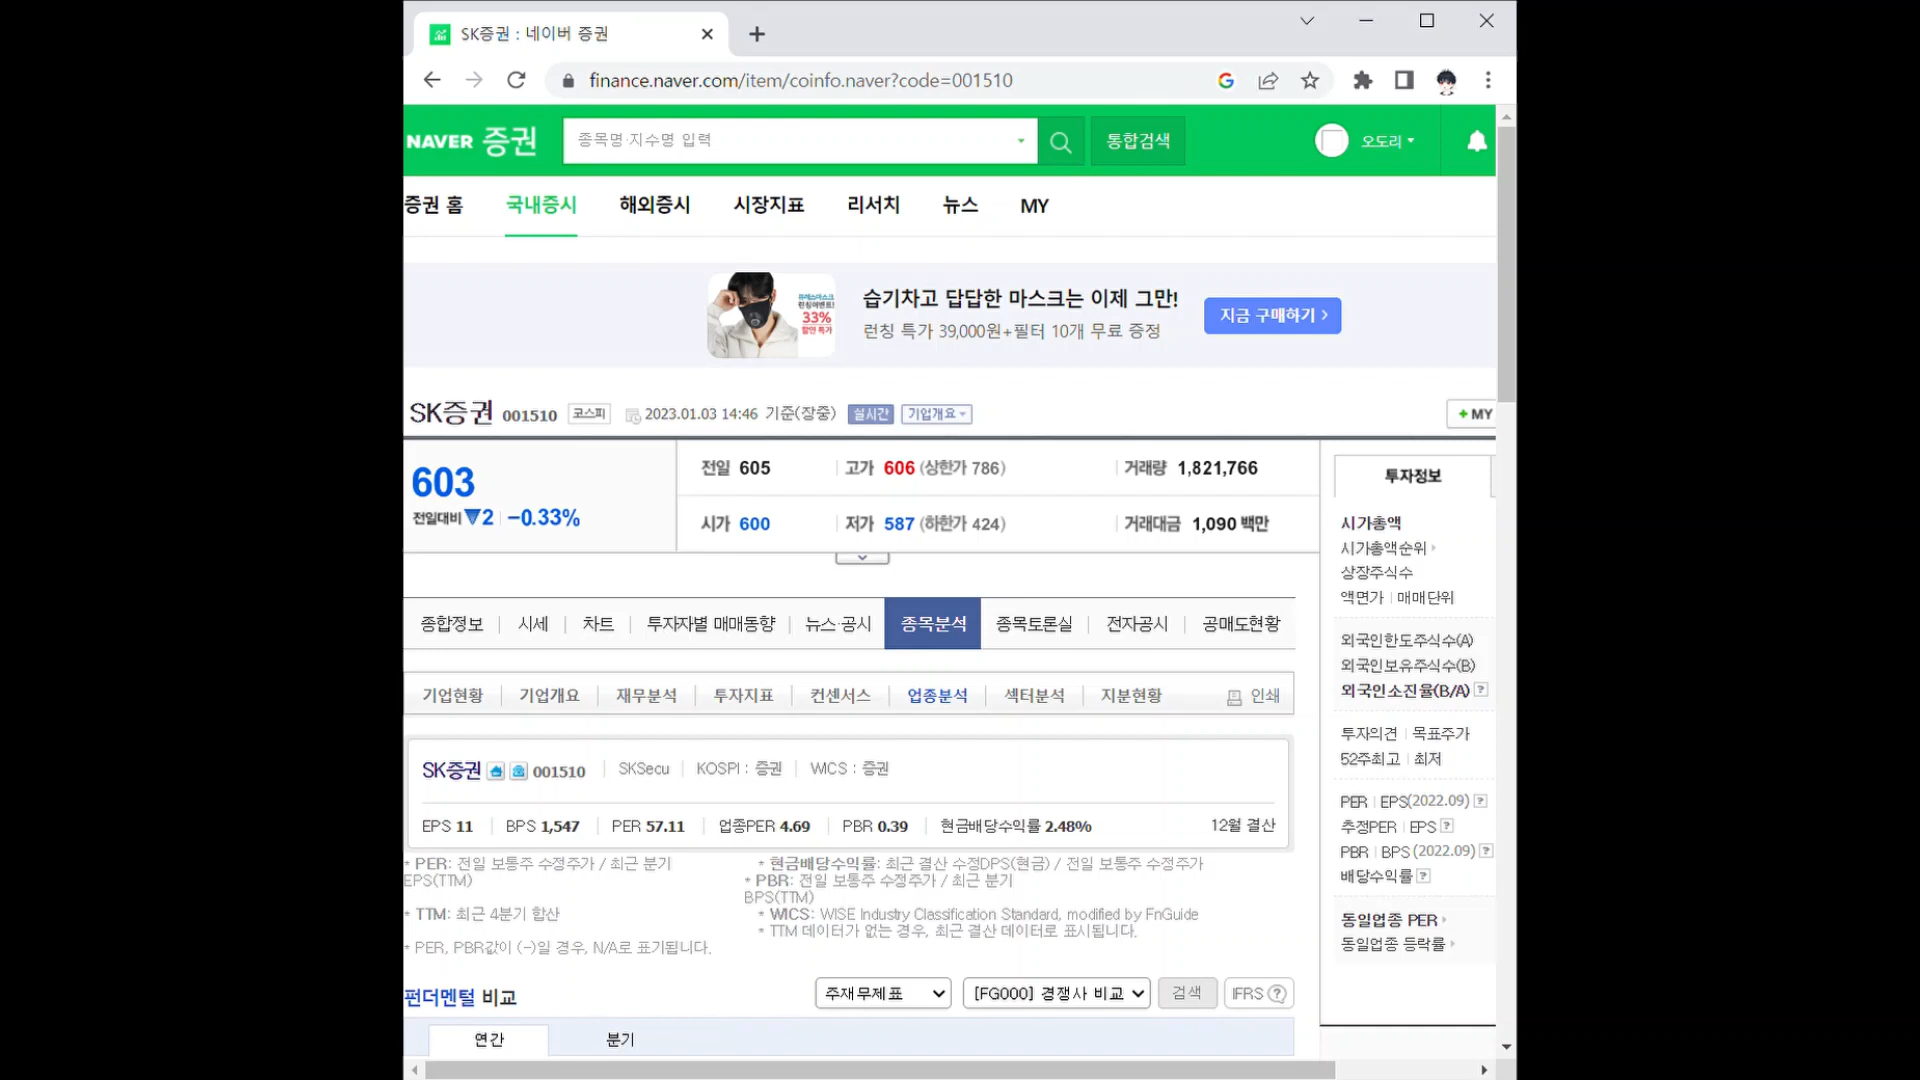 SK증권 : 네이버 증권
finance.naver.com/item/coinfo.naver?code=001510
NAVER 증권
종목명·지수명 입력
통합검색
오도리
증권 홈
국내증시
해외증시
시장지표
리서치
뉴스
MY
런칭이벤트!
33%
할인 특가
습기차고 답답한 마스크는 이제 그만!
런칭 특가 39,000원+필터 10개 무료 증정
지금 구매하기
SK증권 001510 코스피 2023.01.03 14:46 기준(장중) 실시간 기업개요
+ MY
603
전일대비 ▼2 -0.33%
전일 605
고가 606 (상한가 786)
거래량 1,821,766
시가 600
저가 587 (하한가 424)
거래대금 1,090 백만
투자정보
시가총액
시가총액순위
상장주식수
액면가 | 매매단위
외국인한도주식수(A)
외국인보유주식수(B)
외국인소진율(B/A) ?
투자의견 | 목표주가
52주최고 | 최저
PER | EPS(2022.09) ?
추정PER | EPS ?
PBR | BPS (2022.09) ?
배당수익률 ?
동일업종 PER
동일업종 등락률
종합정보 | 시세 | 차트 | 투자자별 매매동향 | 뉴스·공시 종목분석 종목토론실 | 전자공시 | 공매도현황
기업현황 | 기업개요 | 재무분석 | 투자지표 | 컨센서스 | 업종분석 | 섹터분석 | 지분현황 인쇄
SK증권 001510 | SKSecu | KOSPI : 증권 | WICS : 증권
EPS 11 | BPS 1,547 | PER 57.11 | 업종PER 4.69 | PBR 0.39 | 현금배당수익률 2.48% 12월 결산
* PER: 전일 보통주 수정주가 / 최근 분기
EPS(TTM)
* TTM: 최근 4분기 합산
* PER, PBR값이 (-)일 경우, N/A로 표기됩니다.
* 현금배당수익률: 최근 결산 수정DPS(현금) / 전일 보통주 수정주가
* PBR: 전일 보통주 수정주가 / 최근 분기
BPS(TTM)
* WICS: WISE Industry Classification Standard, modified by FnGuide
* TTM 데이터가 없는 경우, 최근 결산 데이터로 표시됩니다.
펀더멘털 비교
주재무제표
[FG000] 경쟁사 비교
검색
IFRS ?
연간
분기